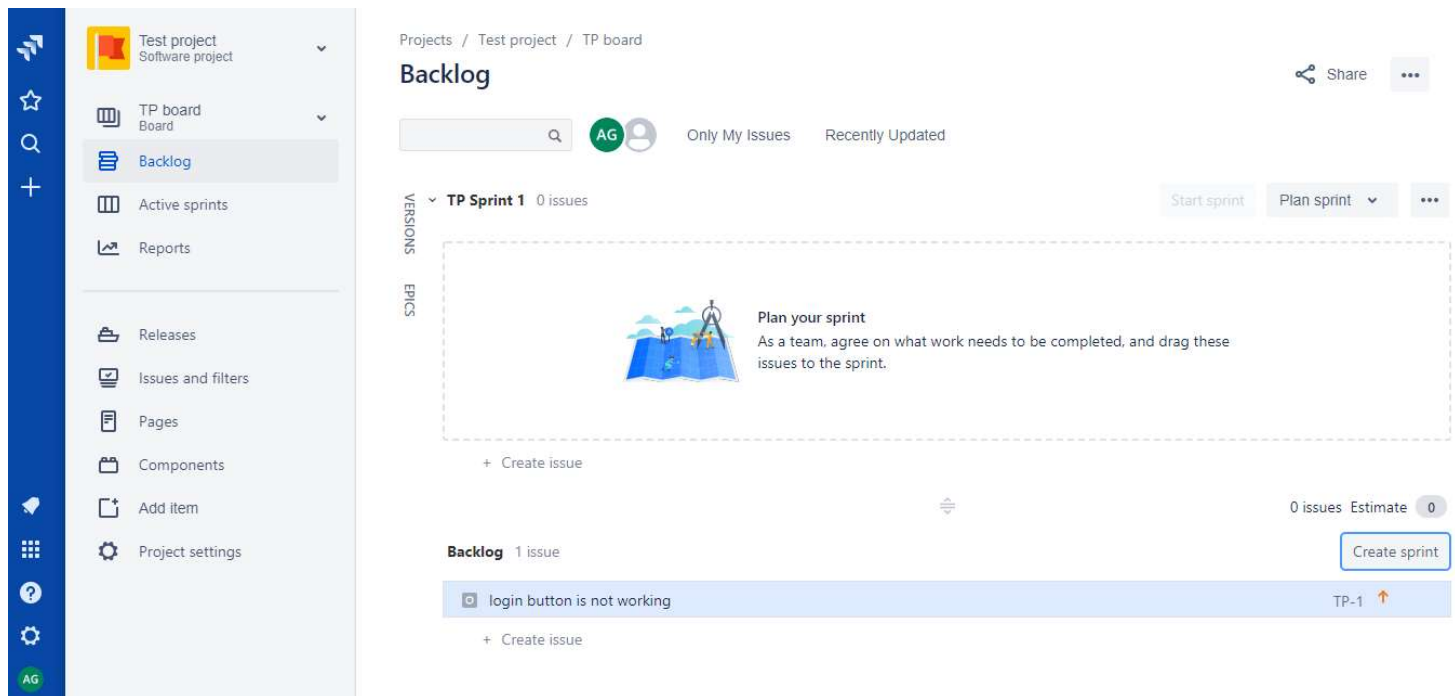 Test project
Software project
TP board
Board
Backlog
Active sprints
Reports
Releases
Issues and filters
Pages
Components
Add item
Project settings
AG
Projects / Test project / TP board
Backlog
Share
AG
Only My Issues
Recently Updated
VERSIONS
EPICS
TP Sprint 1 0 issues
Start sprint
Plan sprint
Plan your sprint
As a team, agree on what work needs to be completed, and drag these
issues to the sprint.
+ Create issue
0 issues Estimate 0
Backlog 1 issue
Create sprint
login button is not working
TP-1
+ Create issue